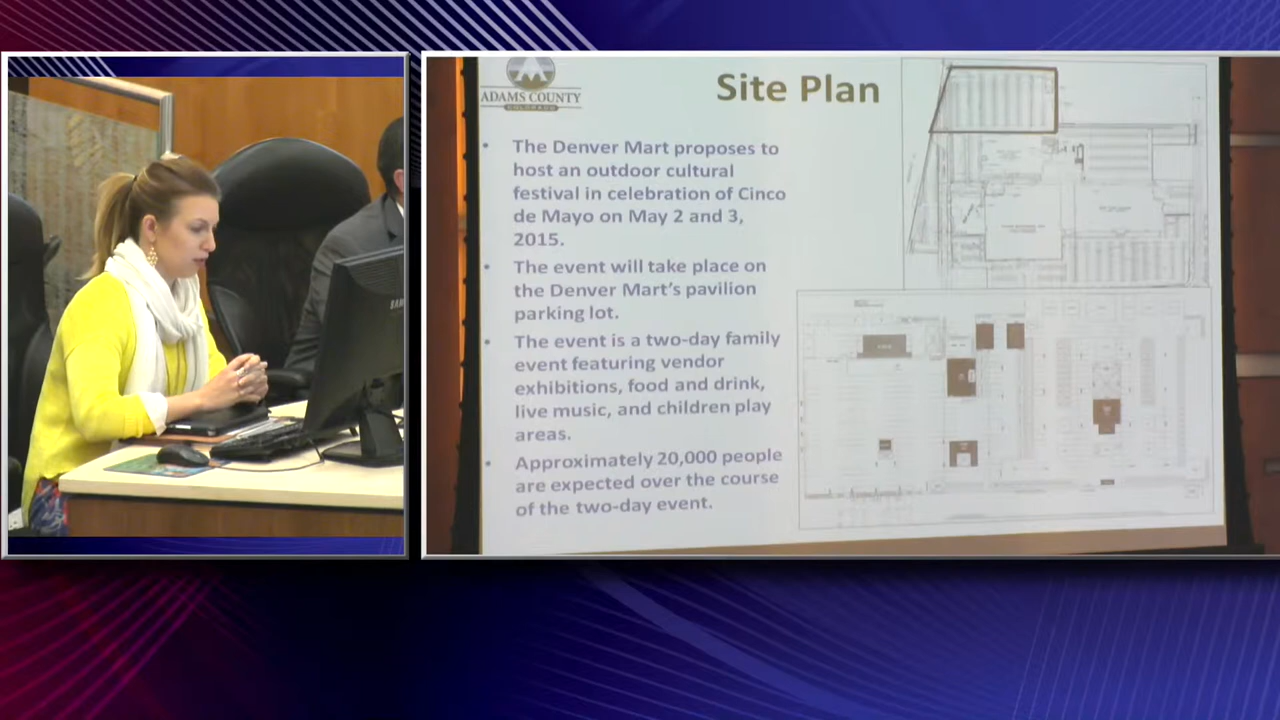 ADAMS COUNTY
COLORADO
Site Plan
• The Denver Mart proposes to
host an outdoor cultural
festival in celebration of Cinco
de Mayo on May 2 and 3,
2015.
• The event will take place on
the Denver Mart's pavilion
parking lot.
• The event is a two-day family
event featuring vendor
exhibitions, food and drink,
live music, and children play
areas.
• Approximately 20,000 people
are expected over the course
of the two-day event.